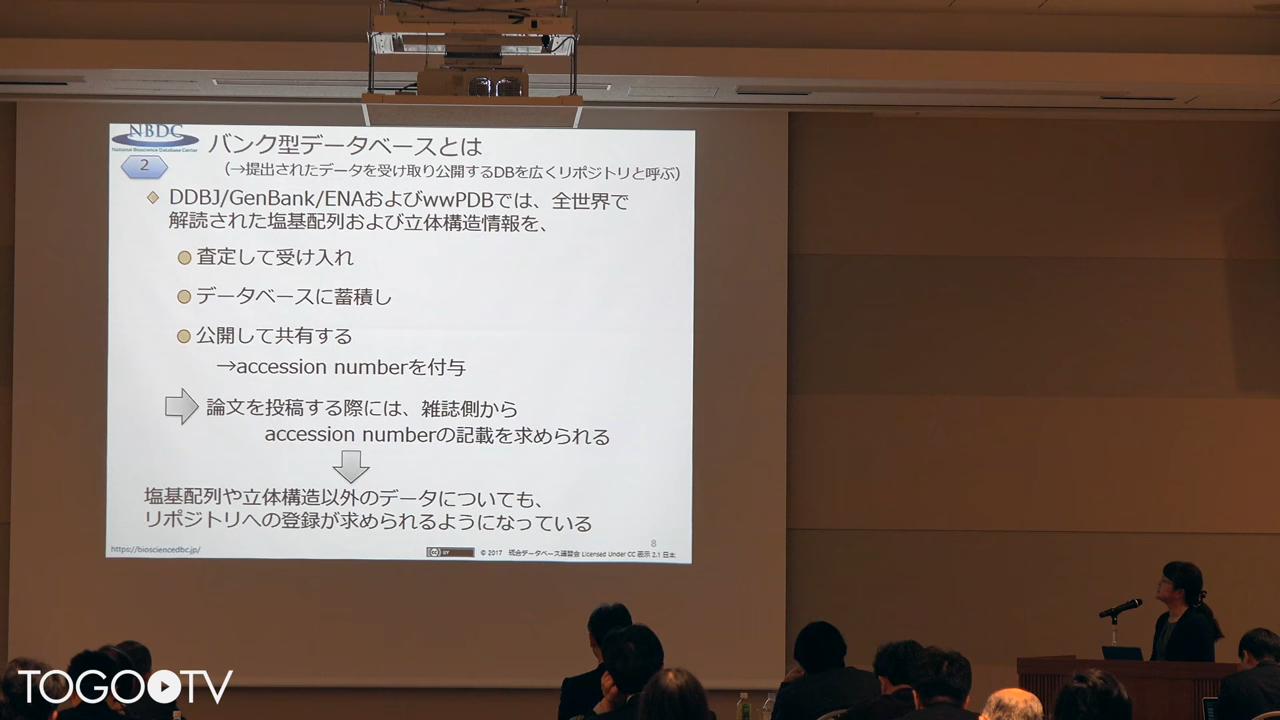 NBDC
National Bioscience Database Center
2
バンク型データベースとは
（→提出されたデータを受け取り公開するDBを広くリポジトリと呼ぶ）
DDBJ/GenBank/ENAおよびwwPDBでは、全世界で
解読された塩基配列および立体構造情報を、
査定して受け入れ
データベースに蓄積し
公開して共有する
→accession numberを付与
論文を投稿する際には、雑誌側から
accession numberの記載を求められる
塩基配列や立体構造以外のデータについても、
リポジトリへの登録が求められるようになっている
8
https://biosciencedbc.jp/
cc BY © 2017 統合データベース講習会 Licensed Under CC 表示 2.1 日本
TOGO TV